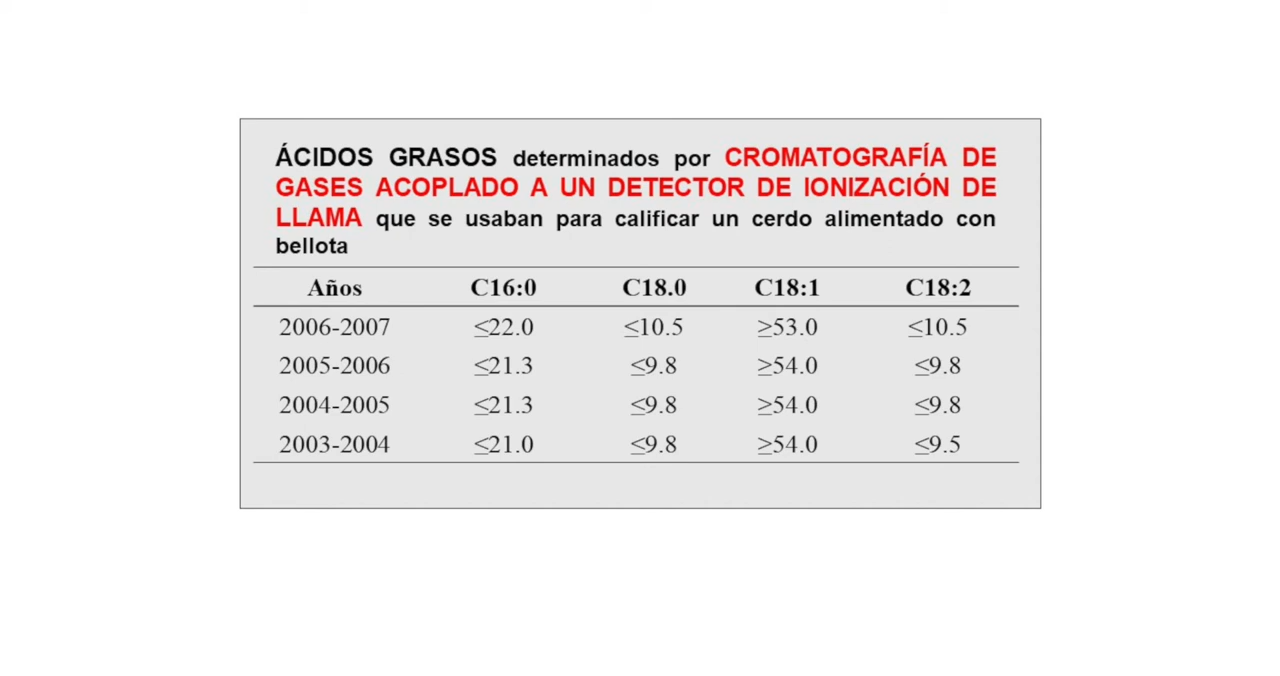 ÁCIDOS GRASOS determinados por CROMATOGRAFÍA DE
GASES ACOPLADO A UN DETECTOR DE IONIZACIÓN DE
LLAMA que se usaban para calificar un cerdo alimentado con
bellota
Años C16:0 C18.0 C18:1 C18:2
2006-2007 ≤22.0 ≤10.5 ≥53.0 ≤10.5
2005-2006 ≤21.3 ≤9.8 ≥54.0 ≤9.8
2004-2005 ≤21.3 ≤9.8 ≥54.0 ≤9.8
2003-2004 ≤21.0 ≤9.8 ≥54.0 ≤9.5